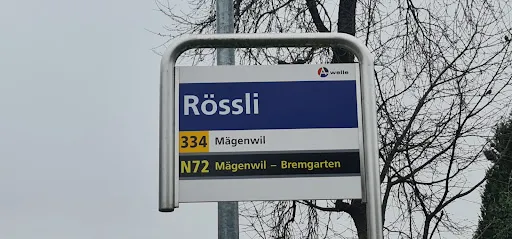 A welle
Rössli
334 Mägenwil
N72 Mägenwil – Bremgarten